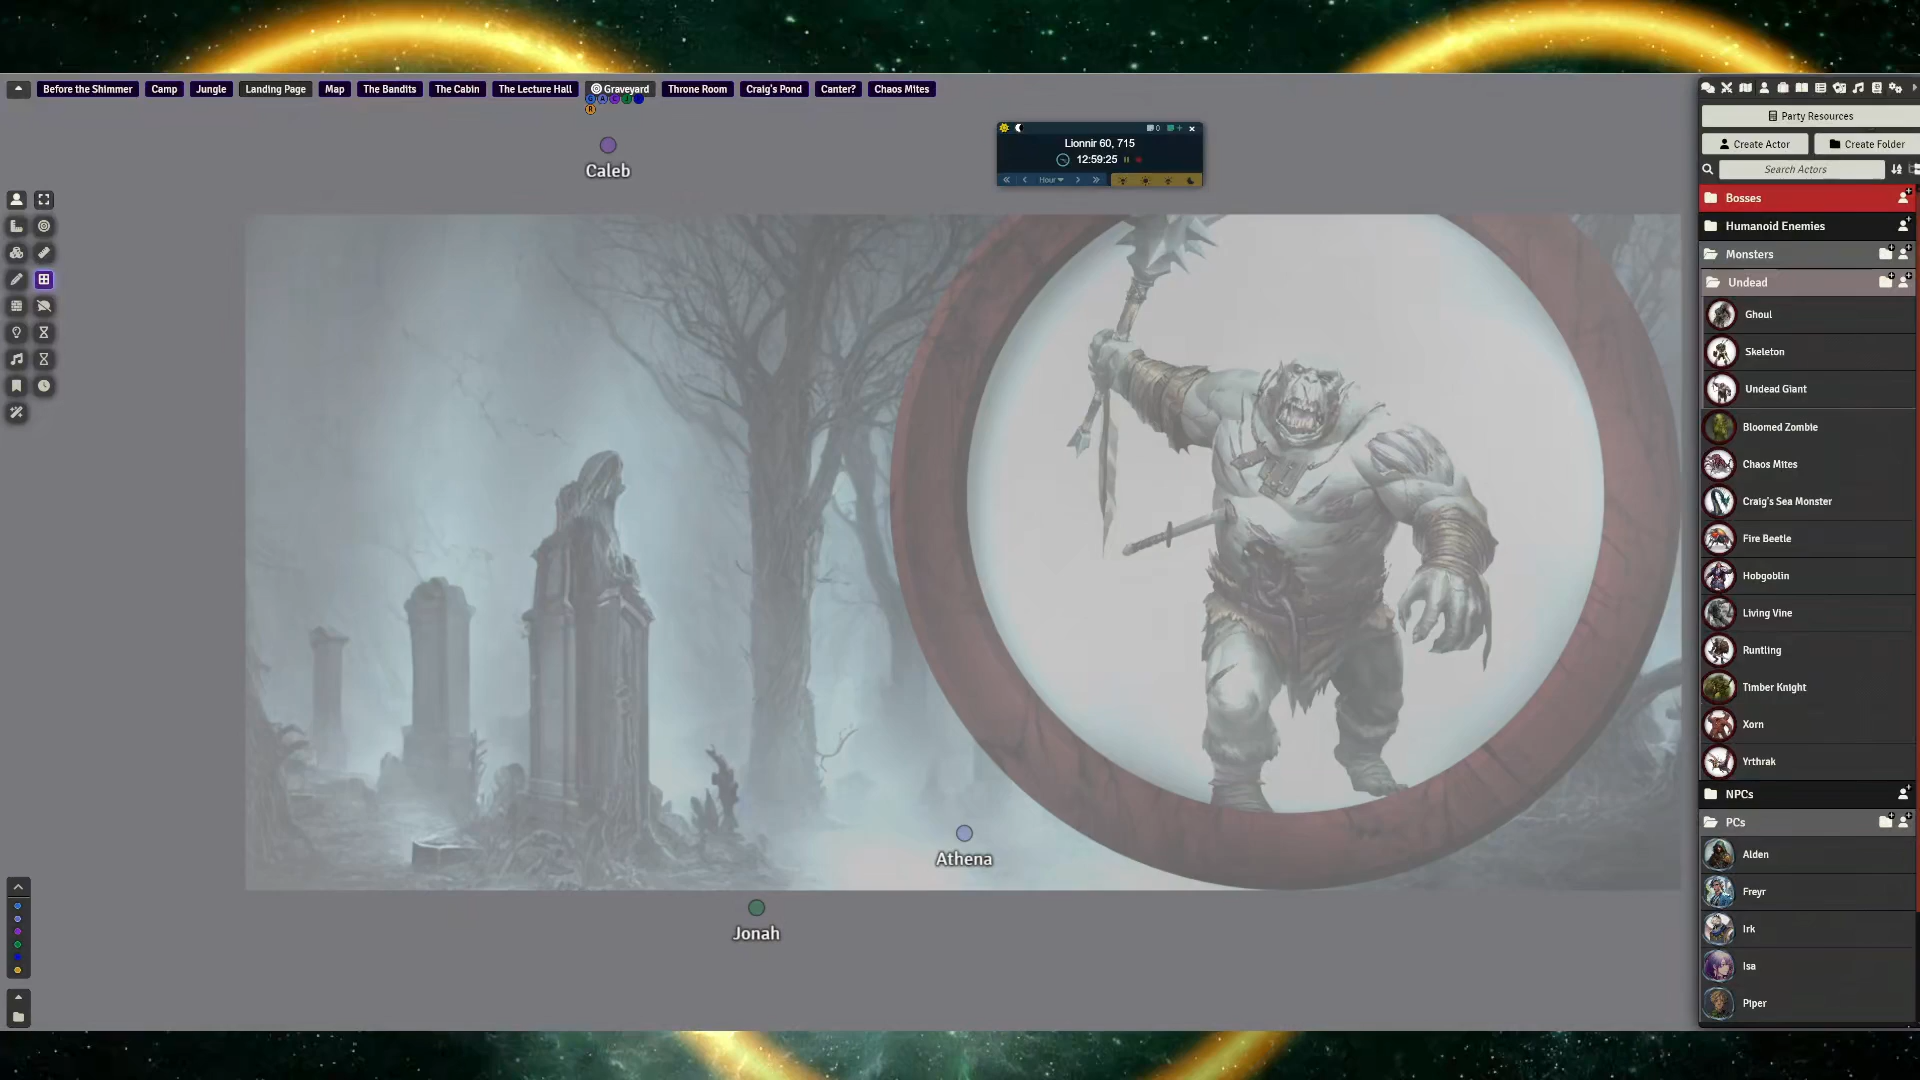 Before the Shimmer Camp Jungle Landing Page Map The Bandits The Cabin The Lecture Hall Graveyard Throne Room Craig's Pond Canter? Chaos Mites
Caleb
0
Lionnir 60, 715
12:59:25
Hour
Athena
Jonah
Party Resources
Create Actor Create Folder
Search Actors
Bosses
Humanoid Enemies
Monsters
Undead
Ghoul
Skeleton
Undead Giant
Bloomed Zombie
Chaos Mites
Craig's Sea Monster
Fire Beetle
Hobgoblin
Living Vine
Runtling
Timber Knight
Xorn
Yrthrak
NPCs
PCs
Alden
Freyr
Irk
Isa
Piper